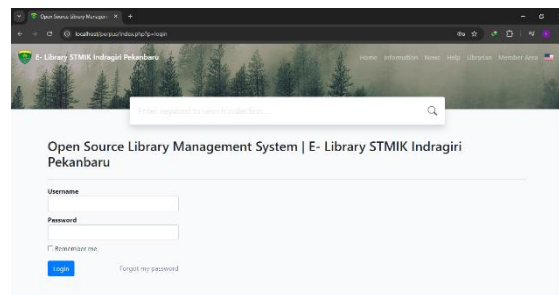 Open Source Library Managem
localhost/perpus/index.php?p=login
E- Library STMIK Indragiri Pekanbaru
Home Information News Help Librarian Member Area
Enter keyword to search collection...
Open Source Library Management System | E- Library STMIK Indragiri
Pekanbaru
Username
Password
Remember me
Login Forgot my password